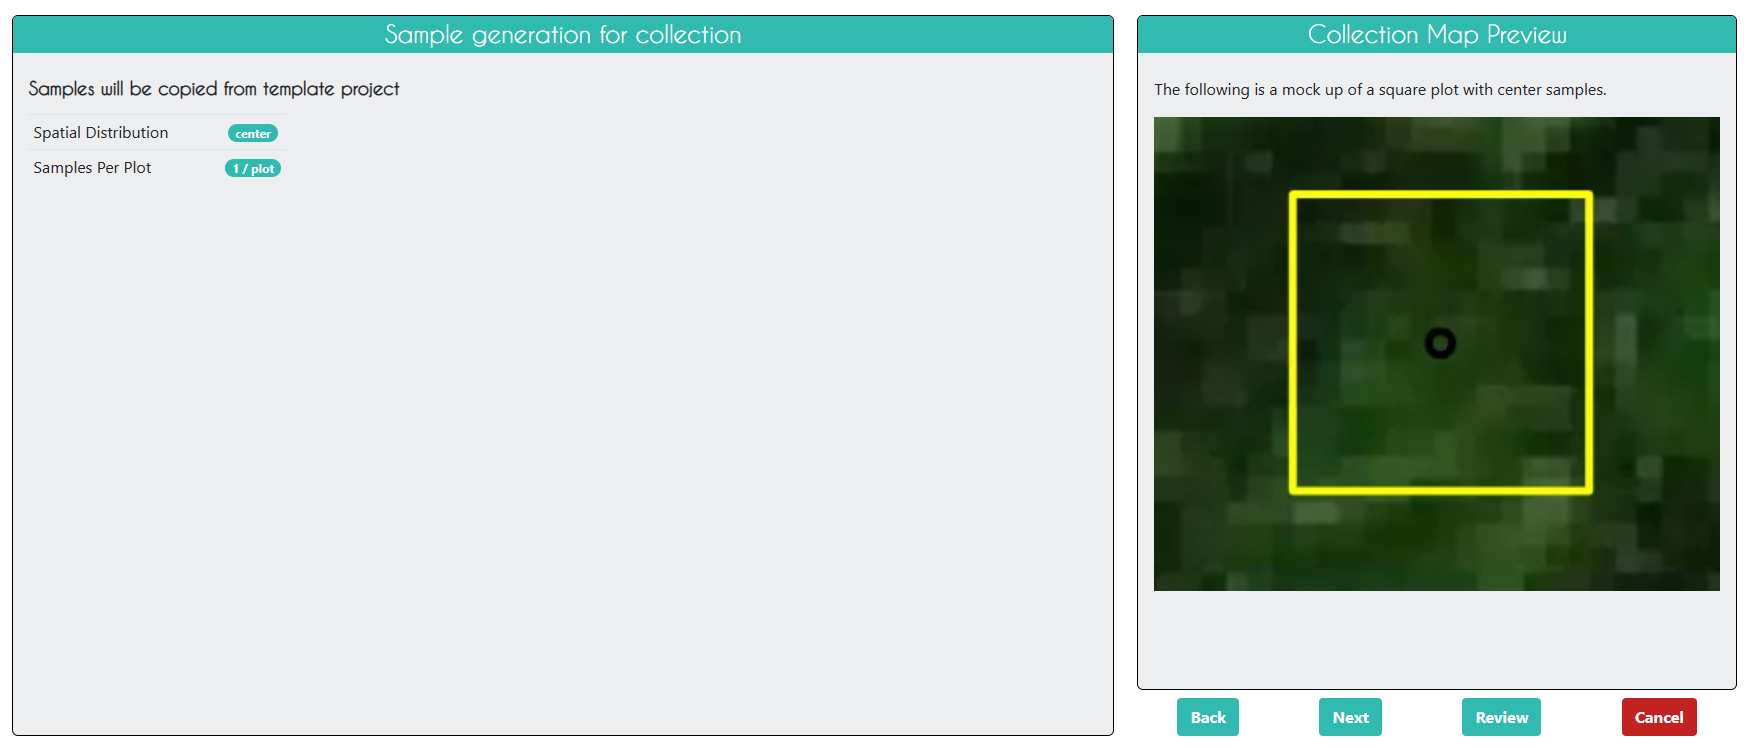 Sample generation for collection
Samples will be copied from template project
Spatial Distribution center
Samples Per Plot 1 / plot
Collection Map Preview
The following is a mock up of a square plot with center samples.
Back Next Review Cancel